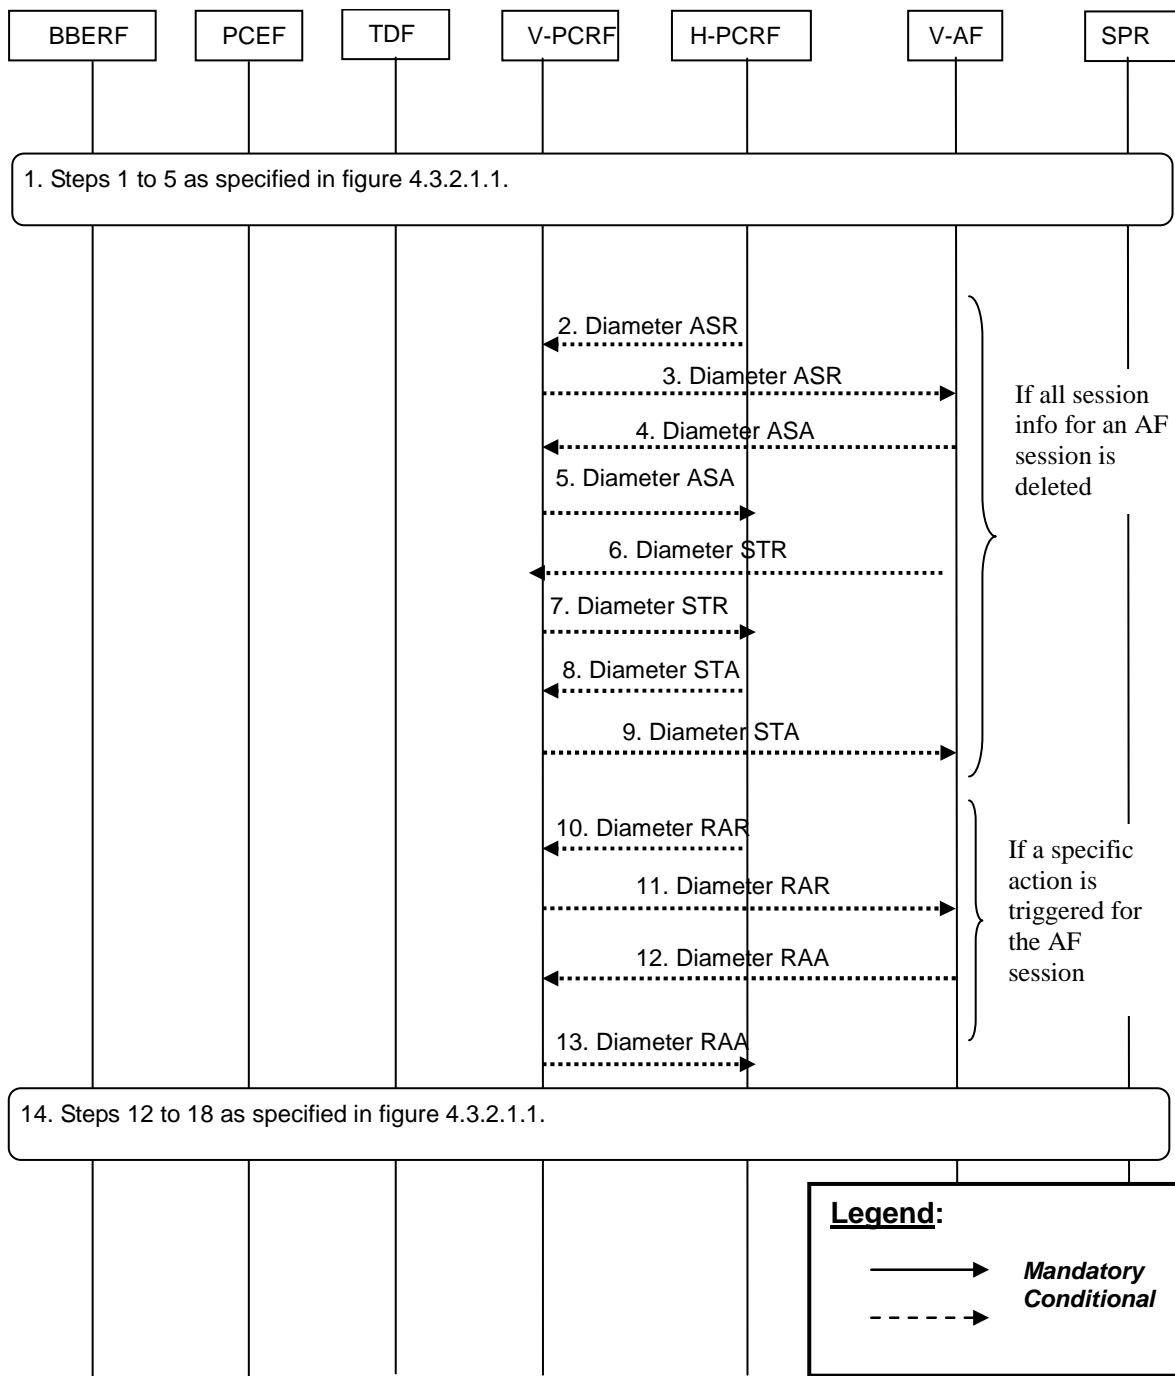 BBERF PCEF TDF V-PCRF H-PCRF V-AF SPR
1. Steps 1 to 5 as specified in figure 4.3.2.1.1.
2. Diameter ASR
3. Diameter ASR
4. Diameter ASA
5. Diameter ASA
6. Diameter STR
7. Diameter STR
8. Diameter STA
9. Diameter STA
If all session
info for an AF
session is
deleted
10. Diameter RAR
11. Diameter RAR
12. Diameter RAA
13. Diameter RAA
If a specific
action is
triggered for
the AF
session
14. Steps 12 to 18 as specified in figure 4.3.2.1.1.
Legend:
Mandatory
Conditional